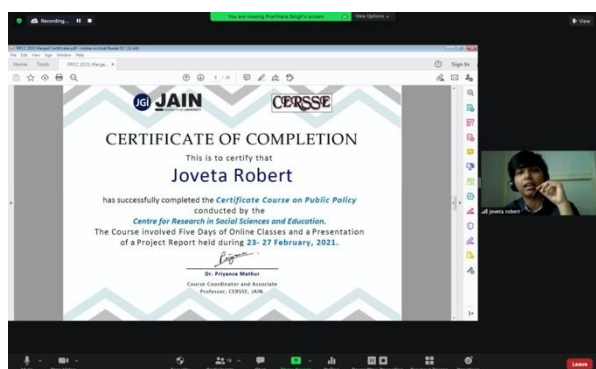 Recording...
You are viewing Prarthana Singh's screen
View Options
View
Home Tools
Sign In
JGI JAIN
CERSSE
CERTIFICATE OF COMPLETION
This is to certify that
Joveta Robert
has successfully completed the Certificate Course on Public Policy
conducted by the
Centre for Research in Social Sciences and Education.
The Course involved Five Days of Online Classes and a Presentation
of a Project Report held during 23- 27 February, 2021.
Dr. Priyanca Mathur
Course Coordinator and Associate
Professor, CERSSE, JAIN
joveta robert
Leave